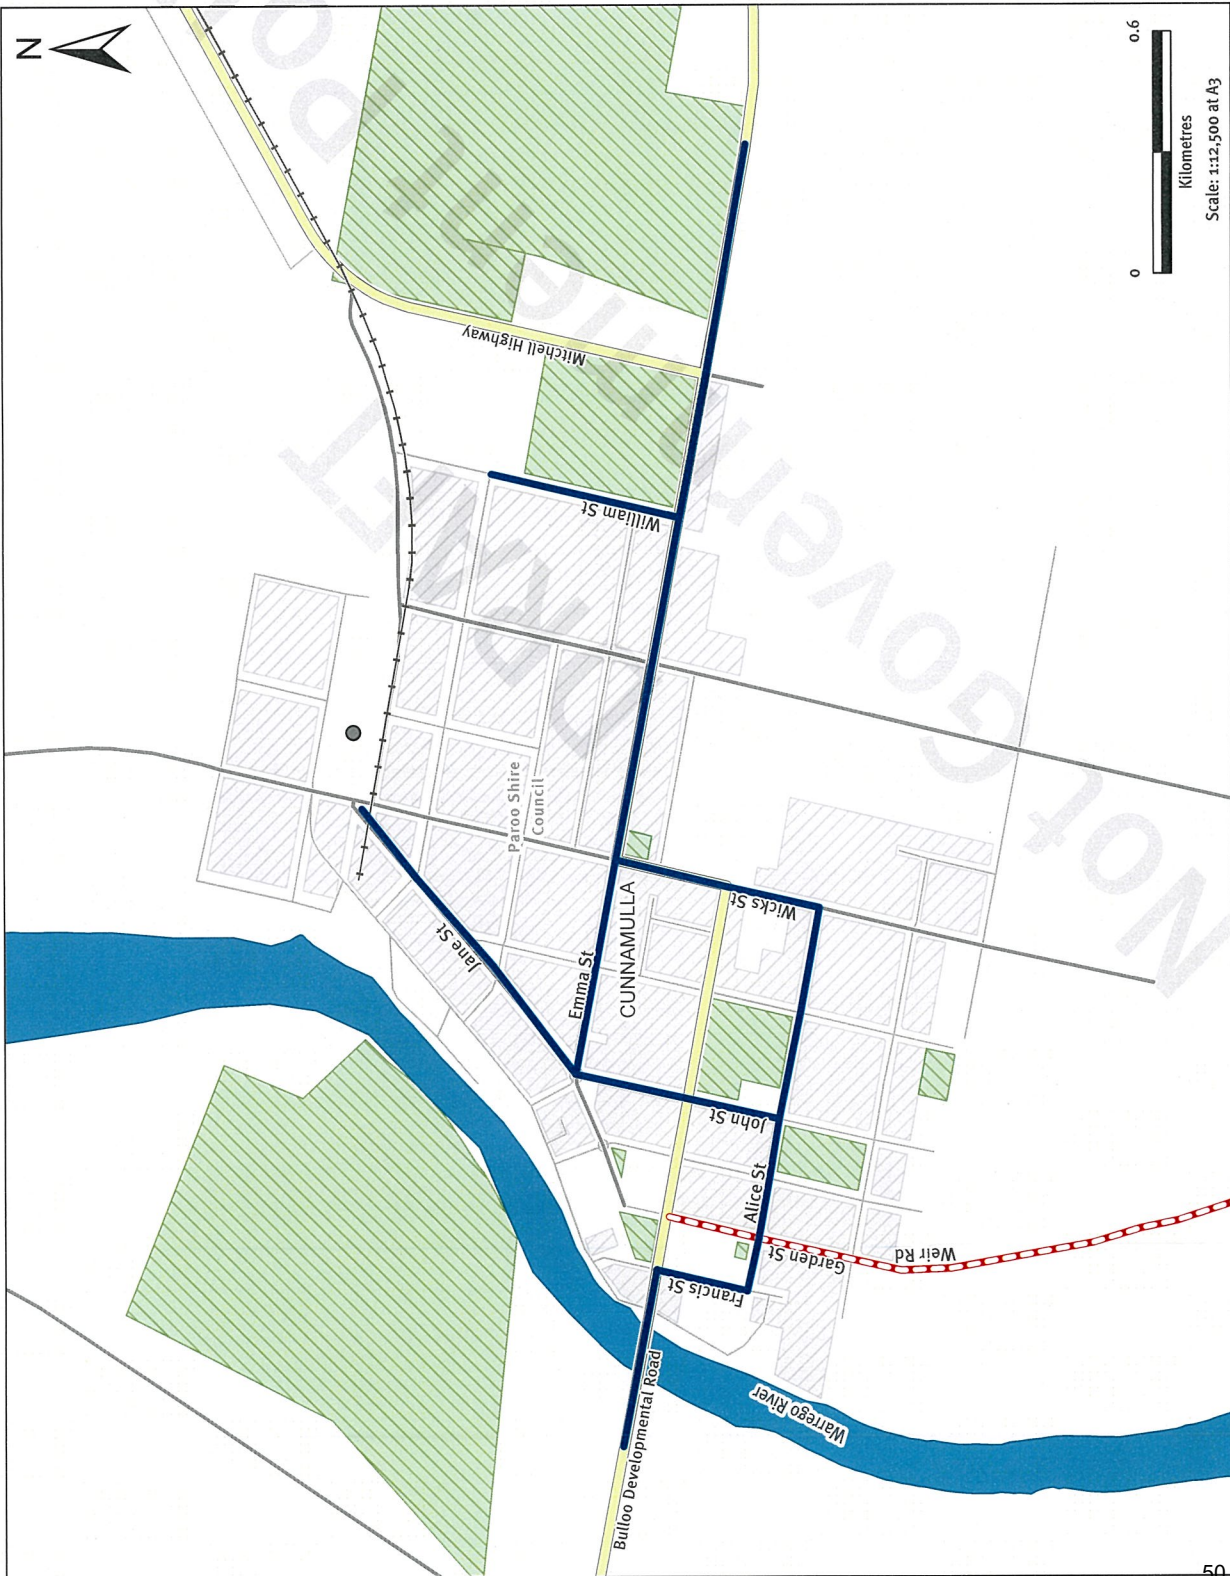 N
0.6
0
Kilometres
Scale: 1:12,500 at A3
Mitchell Highway
William St
Paroo Shire
Council
Jane St
Emma St
CUNNAMULLA
Wicks St
John St
Alice St
Garden St
Weir Rd
Francis St
Bulloo Developmental Road
Warrego River
DRAFT
Not Government Pol
50